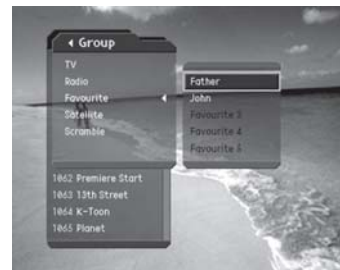 Group
TV
Radio
Favourite
Satellite
Scramble
Father
John
Favourite 3
Favourite 4
Favourite 5
1062 Premiere Start
1063 13th Street
1064 K-Toon
1065 Planet